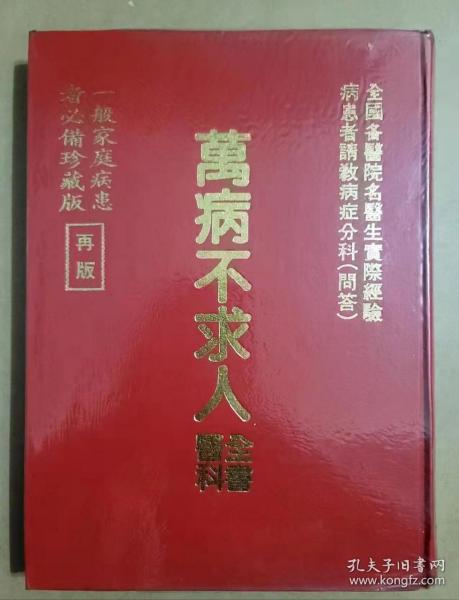 全國各醫院名醫生實際經驗
病患者請教病症分科(問答)
萬病不求人
醫科
全書
一般家庭病患
者必備珍藏版
再版
孔夫子旧书网
www.kongfz.com